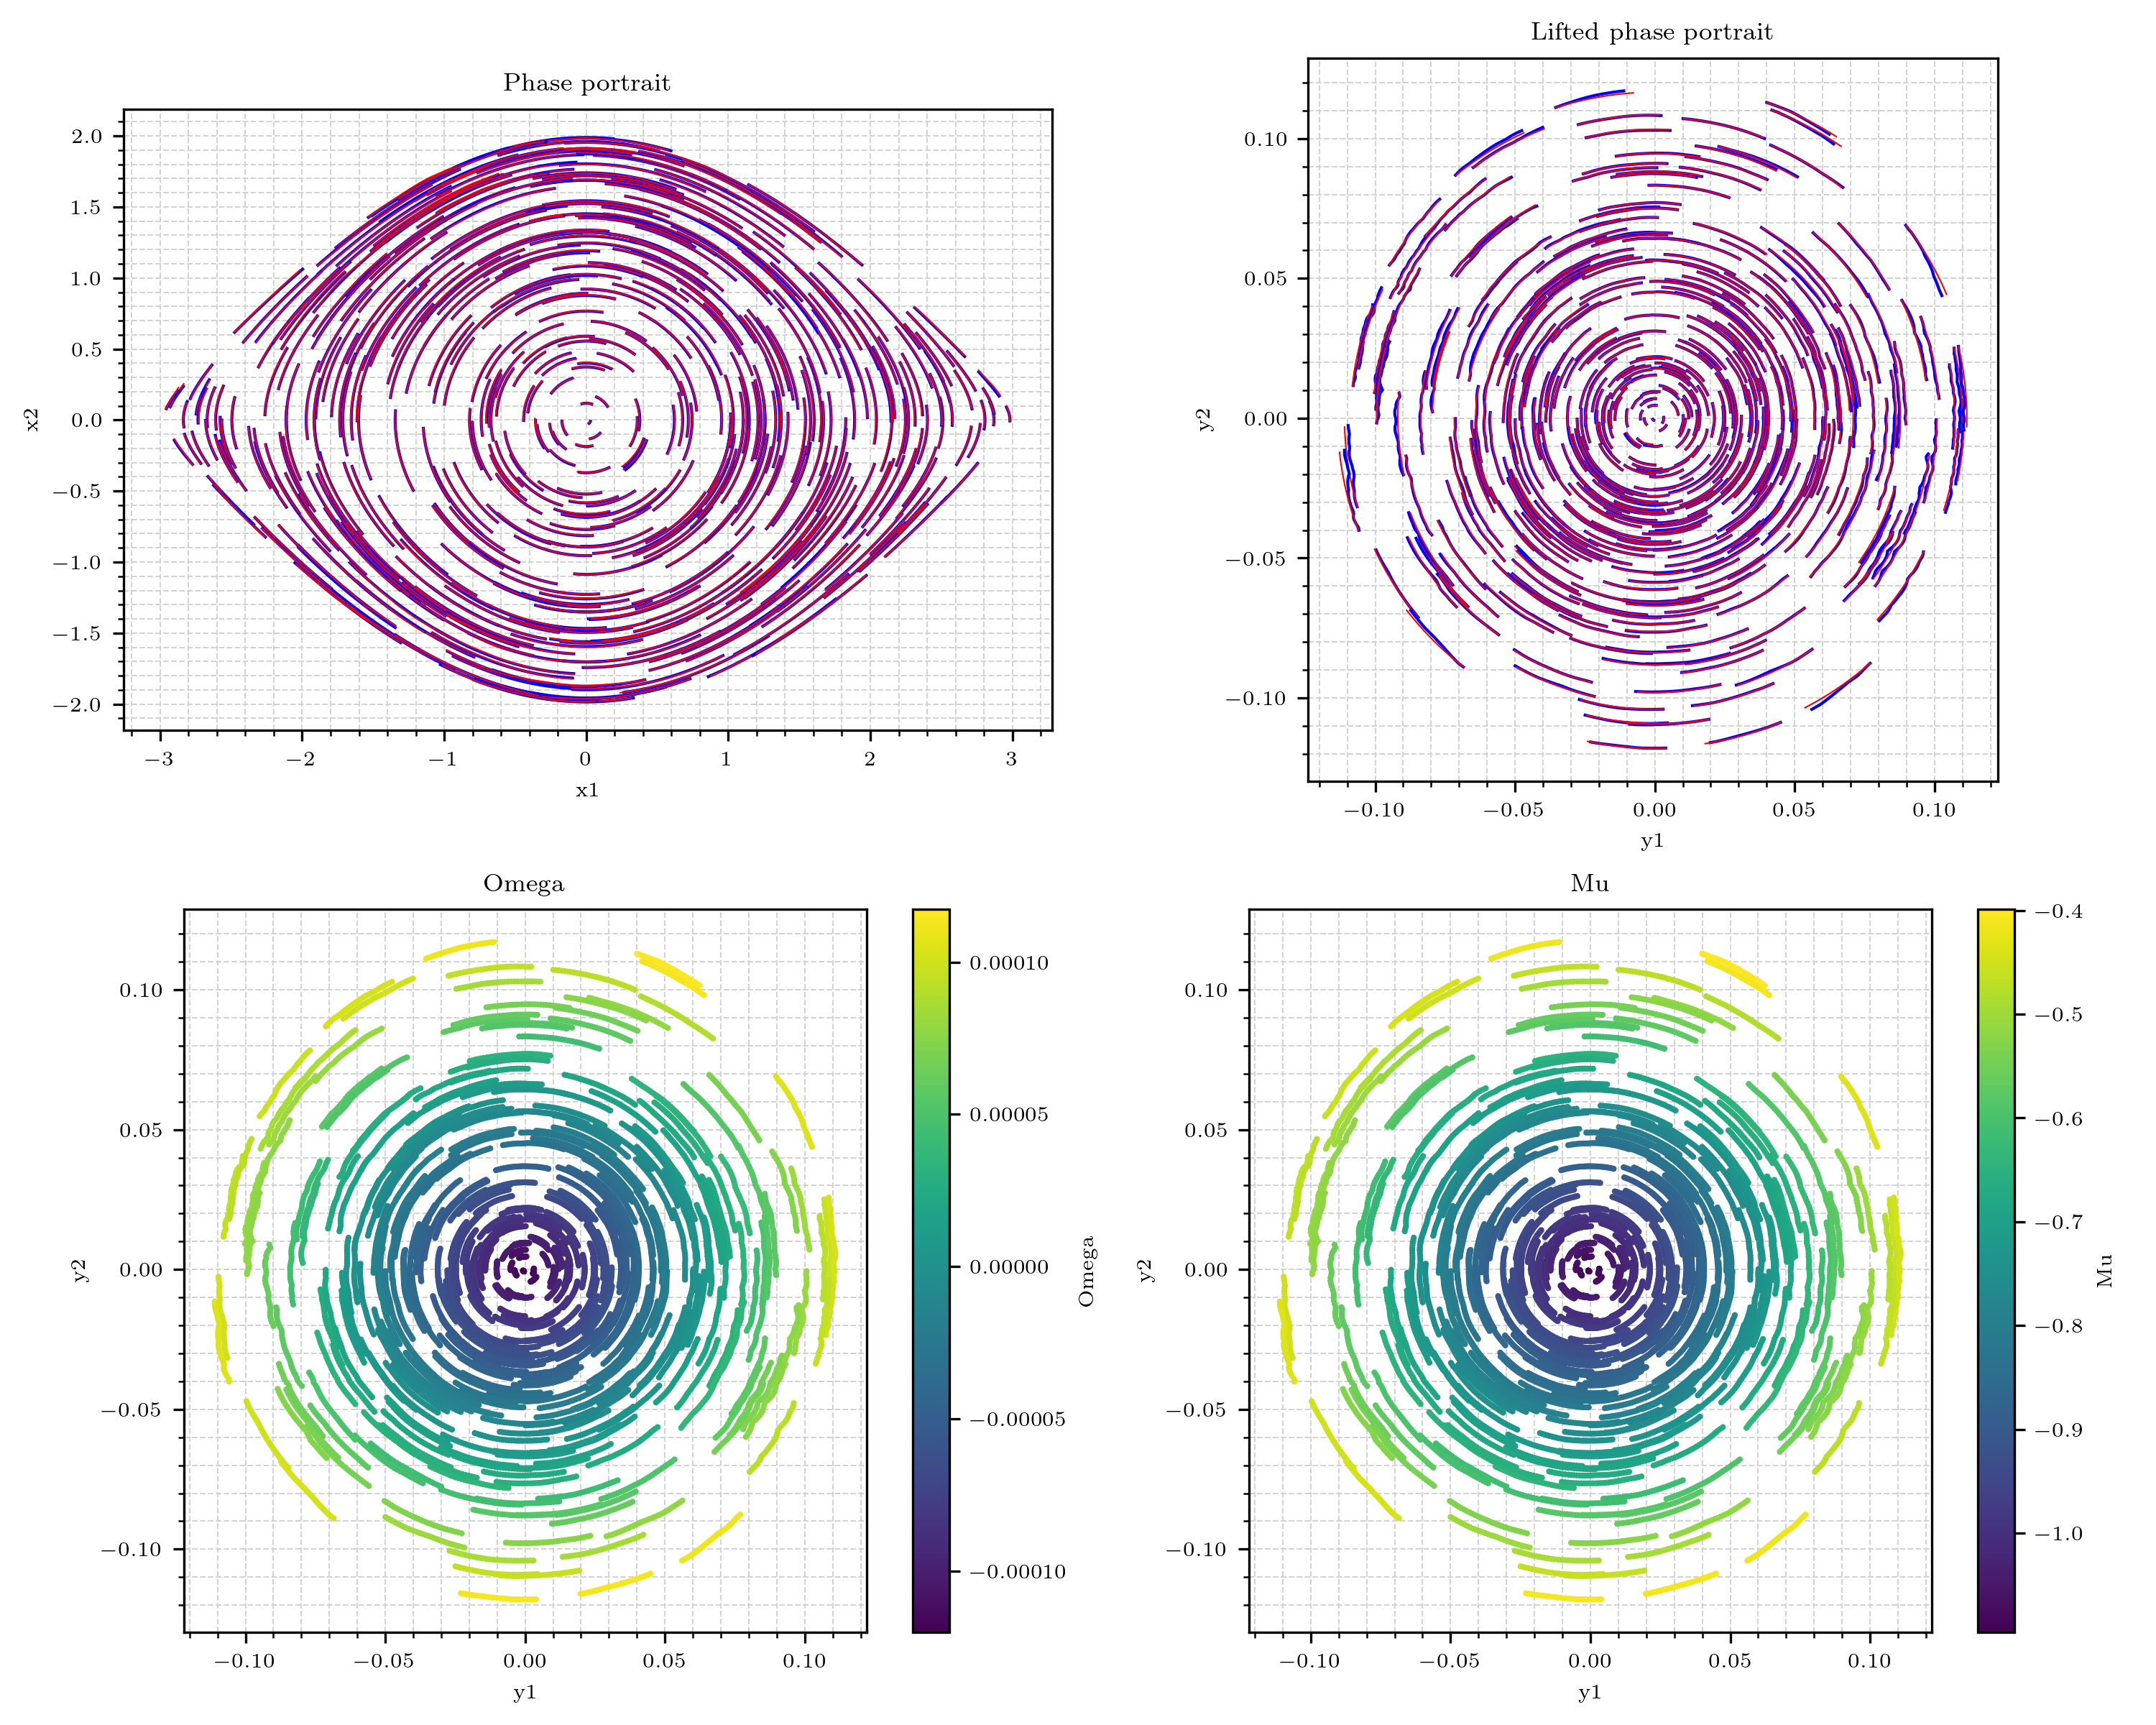 Phase portrait
2.0
1.5
1.0
0.5
0.0
−0.5
−1.0
−1.5
−2.0
x2
−3 −2 −1 0 1 2 3
x1
Lifted phase portrait
0.10
0.05
0.00
−0.05
−0.10
y2
−0.10 −0.05 0.00 0.05 0.10
y1
Omega
0.10
0.05
0.00
−0.05
−0.10
y2
−0.10 −0.05 0.00 0.05 0.10
y1
0.00010
0.00005
0.00000
−0.00005
−0.00010
Omega
Mu
0.10
0.05
0.00
−0.05
−0.10
y2
−0.10 −0.05 0.00 0.05 0.10
y1
−0.4
−0.5
−0.6
−0.7
−0.8
−0.9
−1.0
Mu